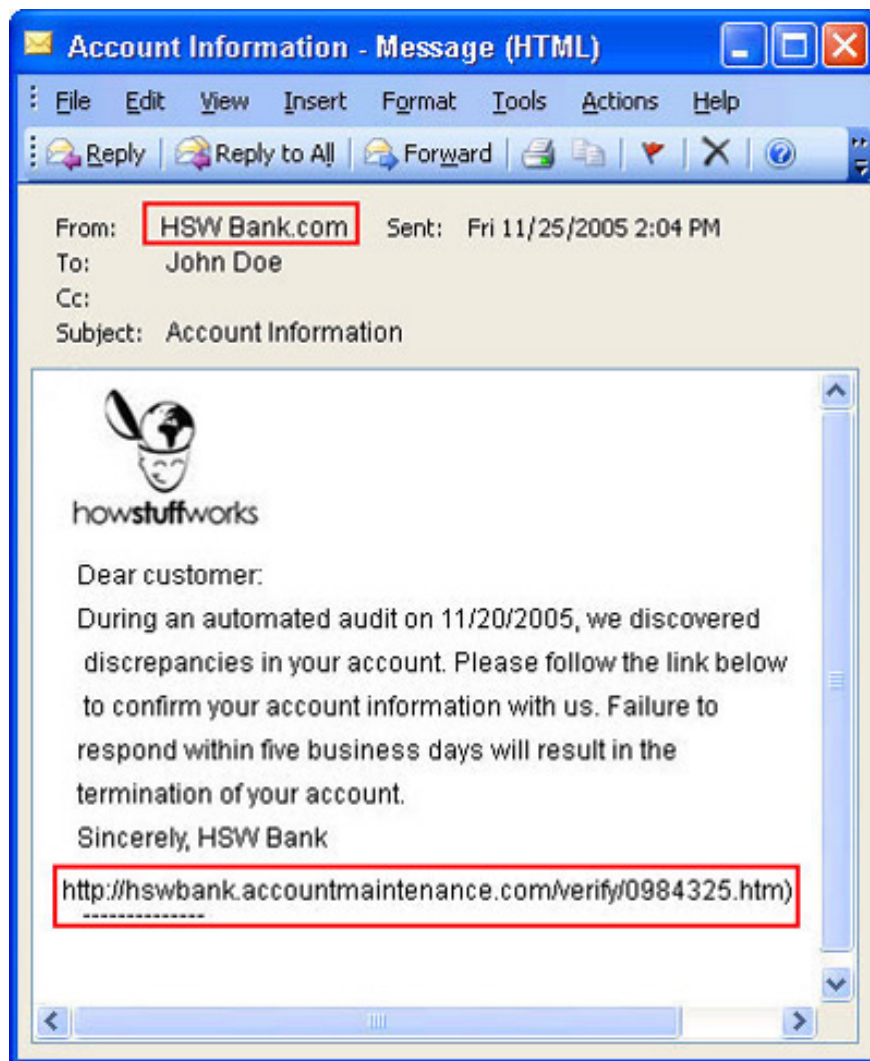 Account Information - Message (HTML)
File Edit View Insert Format Tools Actions Help
Reply Reply to All Forward
From: HSW Bank.com Sent: Fri 11/25/2005 2:04 PM
To: John Doe
Cc:
Subject: Account Information
howstuffworks
Dear customer:
During an automated audit on 11/20/2005, we discovered
discrepancies in your account. Please follow the link below
to confirm your account information with us. Failure to
respond within five business days will result in the
termination of your account.
Sincerely, HSW Bank
http://hswbank.accountmaintenance.com/verify/0984325.htm)
--------------